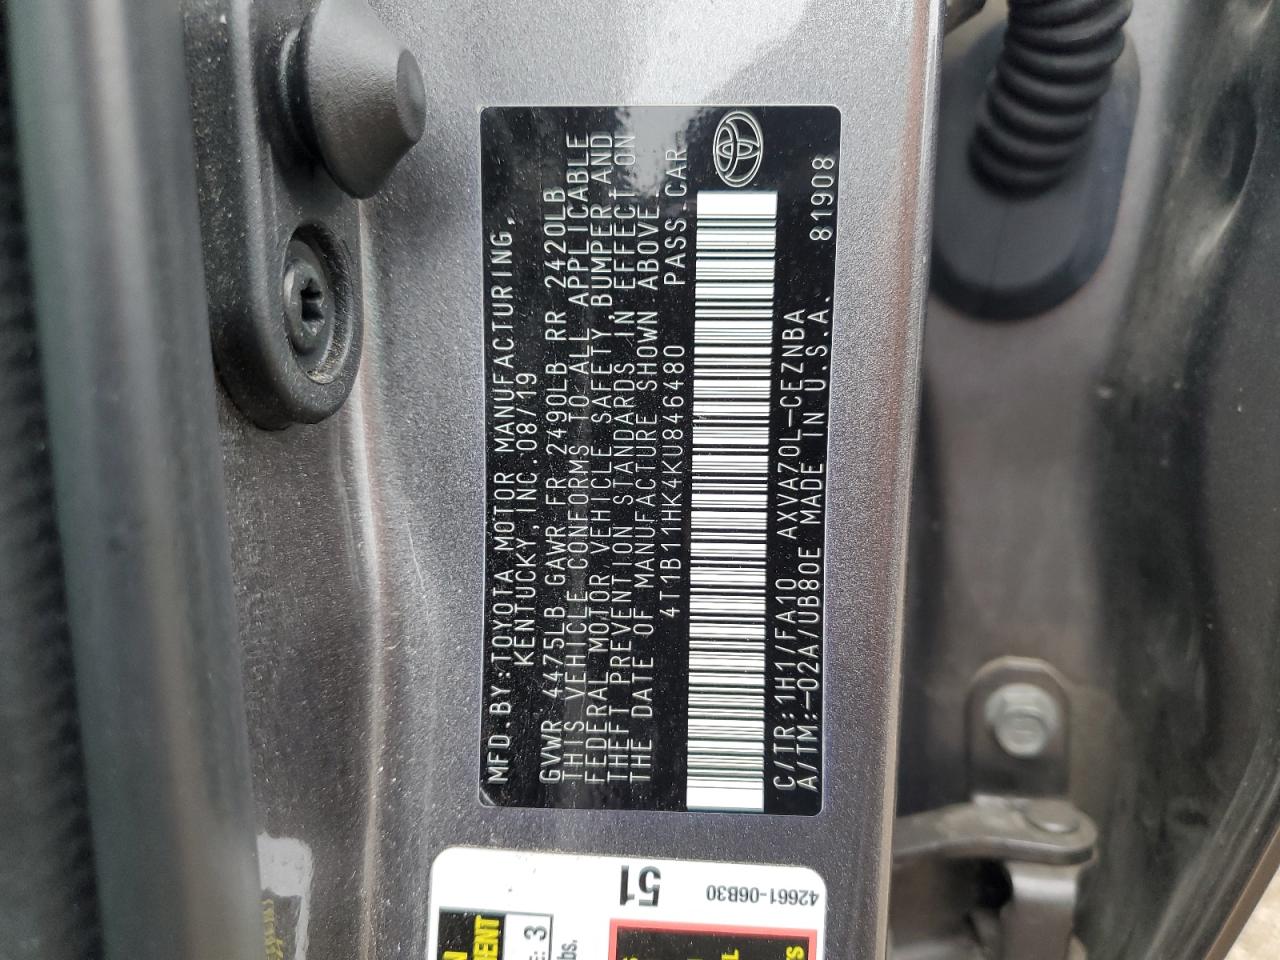 MFD.BY:TOYOTA MOTOR MANUFACTURING,
KENTUCKY, INC.08/19
GVWR 4475LB GAWR FR 2490LB RR 2420LB
THIS VEHICLE CONFORMS TO ALL APPLICABLE
FEDERAL MOTOR VEHICLE SAFETY,BUMPER AND
THEFT PREVENTION STANDARDS IN EFFECT ON
THE DATE OF MANUFACTURE SHOWN ABOVE.
4T1B11HK4KU846480 PASS.CAR
C/TR:1H1/FA10 AXVA70L-CEZNBA
A/TM:-02A/UB80E MADE IN U.S.A. 81908
51
42661-06B30
3